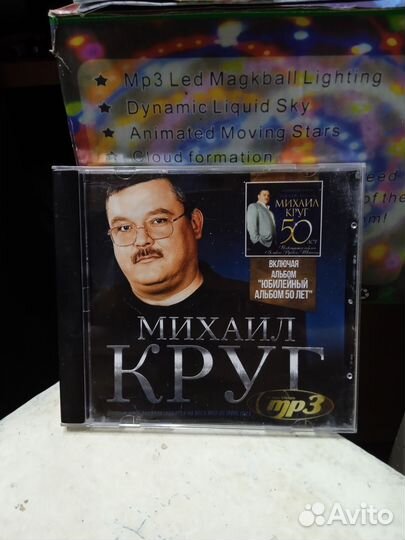 Mp3 Led Magkball Lighting
Dynamic Liquid Sky
Animated Moving Stars
Cloud formation
МИХАИЛ
КРУГ
50
ЛЕТ
ВКЛЮЧАЯ
АЛЬБОМ
"ЮБИЛЕЙНЫЙ
АЛЬБОМ 50 ЛЕТ"
МИХАИЛ
КРУГ
mp3
Avito